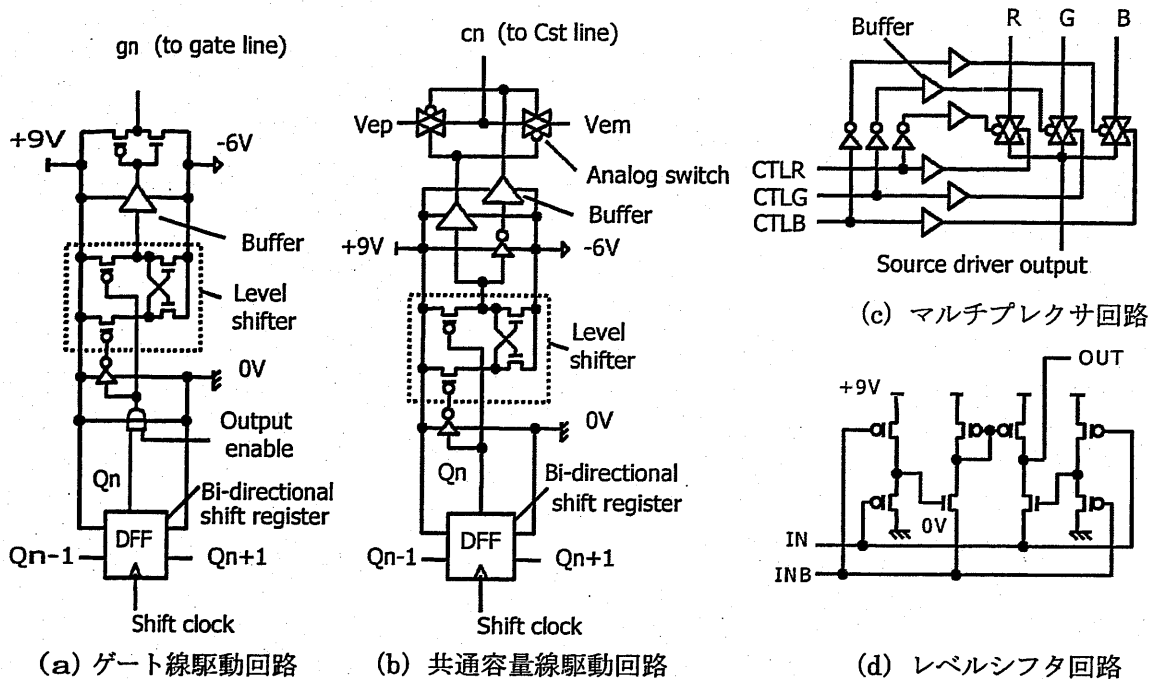 gn (to gate line)
+9V
-6V
Buffer
Level
shifter
0V
Output
enable
Qn
Bi-directional
shift register
DFF
Qn-1
Qn+1
Shift clock
(a) ゲート線駆動回路
cn (to Cst line)
Vep
Vem
Analog switch
Buffer
+9V
-6V
Level
shifter
0V
Qn
Bi-directional
shift register
DFF
Qn-1
Qn+1
Shift clock
(b) 共通容量線駆動回路
R G B
Buffer
CTLR
CTLG
CTLB
Source driver output
(c) マルチプレクサ回路
OUT
+9V
0V
IN
INB
(d) レベルシフタ回路